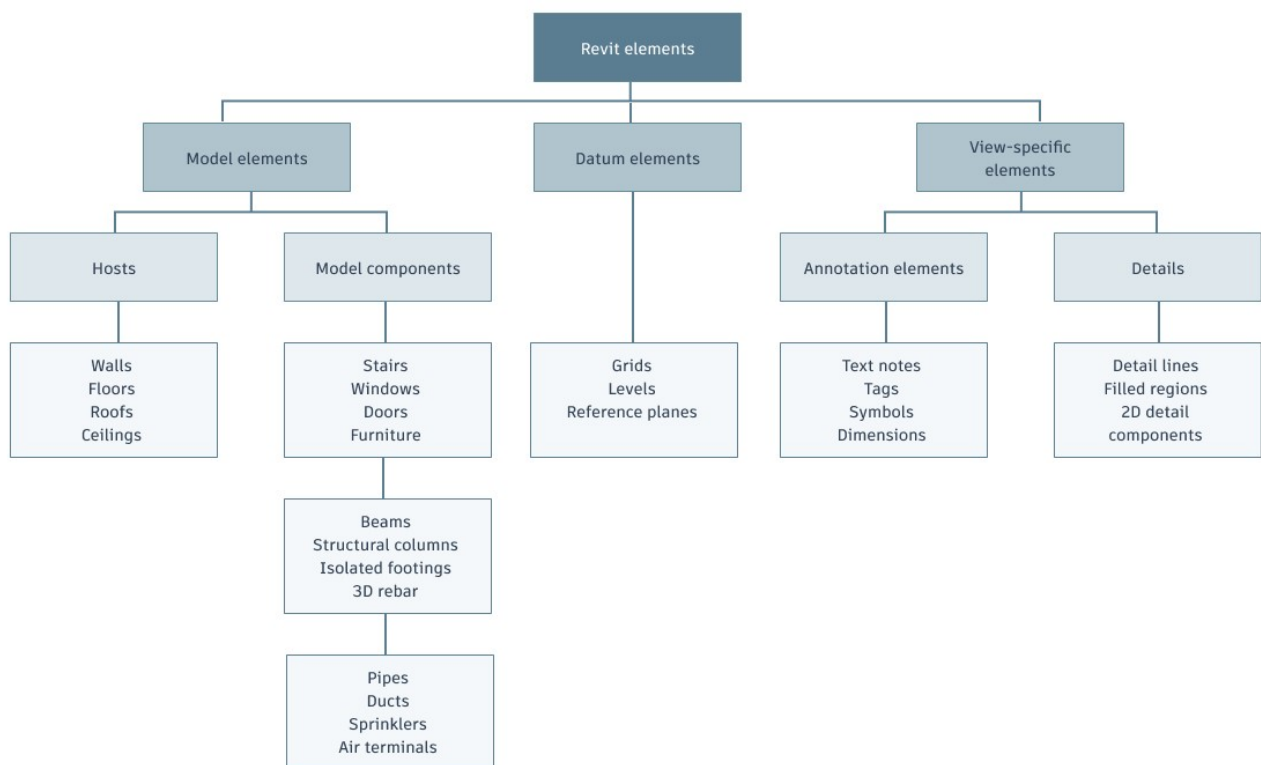 Revit elements
Model elements
Datum elements
View-specific
elements
Hosts
Model components
Annotation elements
Details
Walls
Floors
Roofs
Ceilings
Stairs
Windows
Doors
Furniture
Grids
Levels
Reference planes
Text notes
Tags
Symbols
Dimensions
Detail lines
Filled regions
2D detail
components
Beams
Structural columns
Isolated footings
3D rebar
Pipes
Ducts
Sprinklers
Air terminals